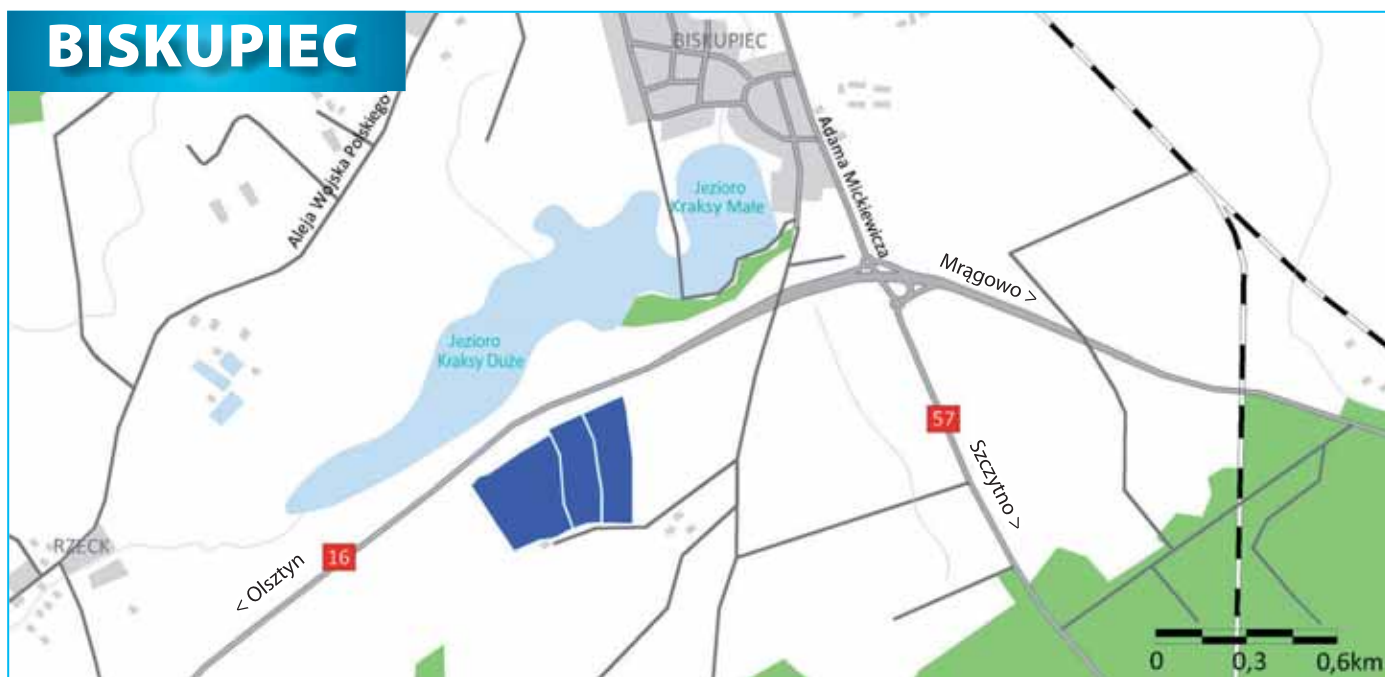 BISKUPIEC
BISKUPIEC
Aleja Wojska Polskiego
Adama Mickiewicza
Jezioro
Kraksy Małe
Mrągowo >
Jezioro
Kraksy Duże
57
Szczytno >
RZECK
16
< Olsztyn
0 0,3 0,6km